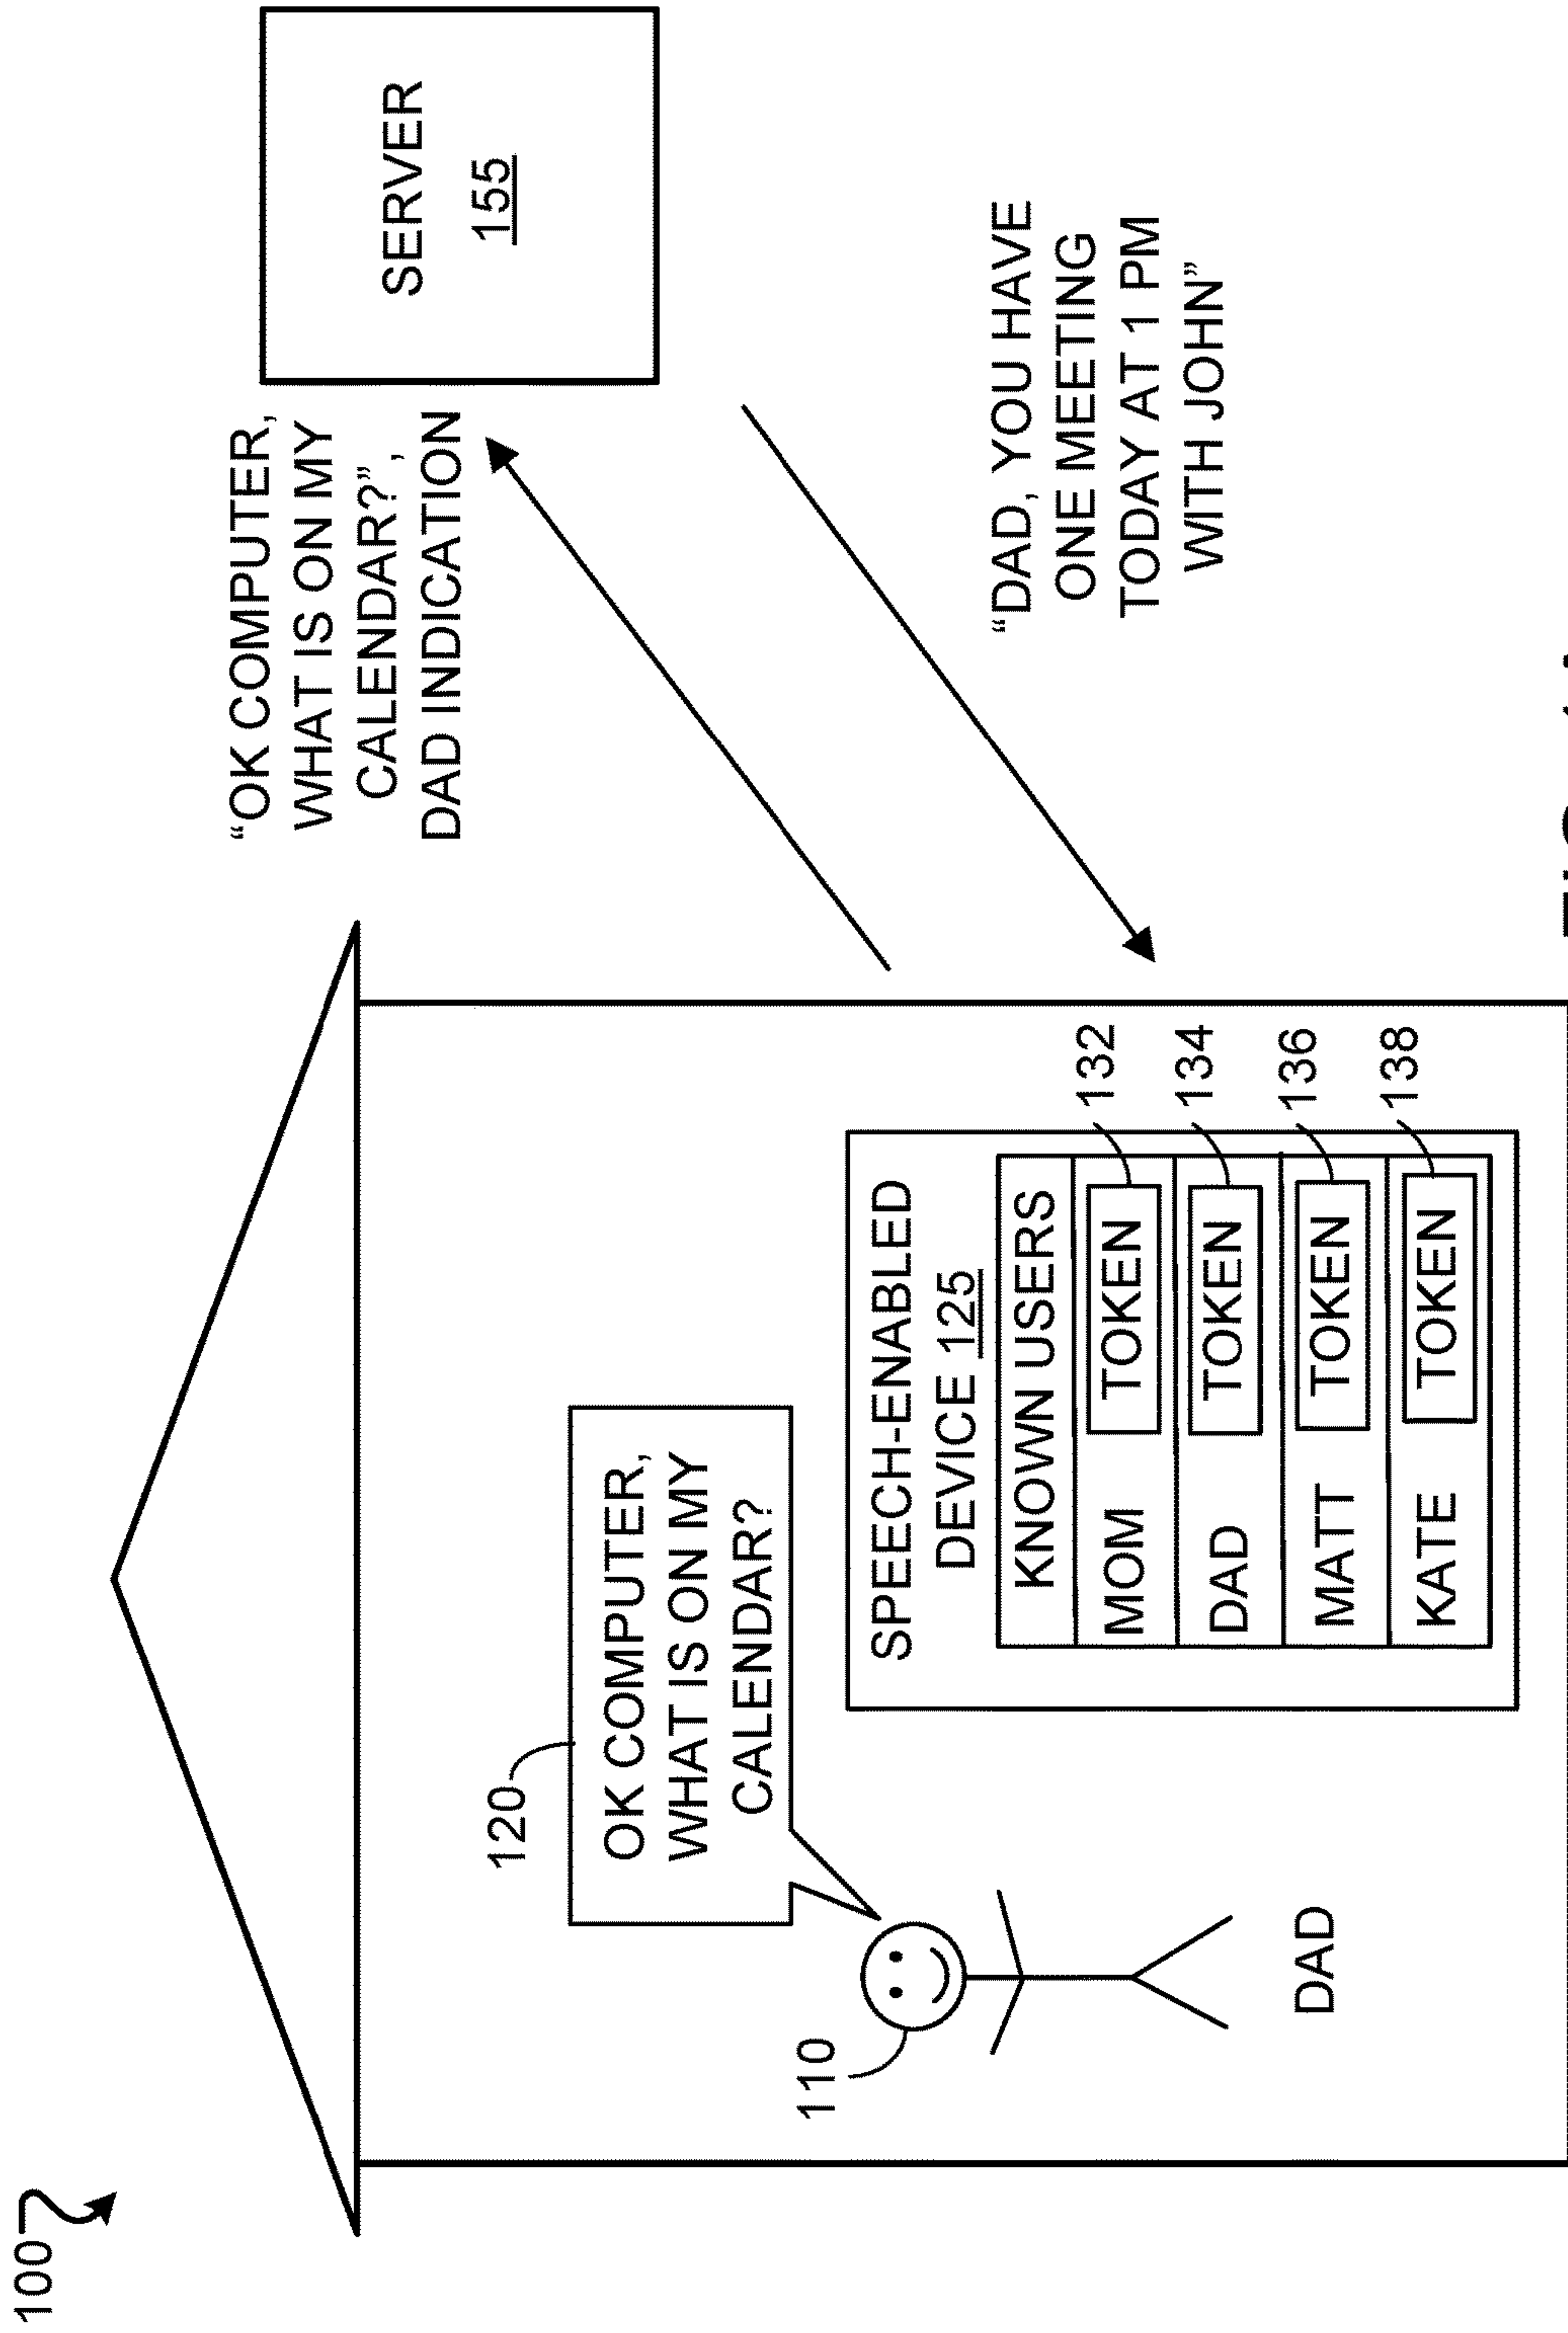 100
"OK COMPUTER,
WHAT IS ON MY
CALENDAR?",
DAD INDICATION
SERVER
155
120
OK COMPUTER,
WHAT IS ON MY
CALENDAR?
110
DAD
SPEECH-ENABLED
DEVICE 125
KNOWN USERS
MOM TOKEN 132
DAD TOKEN 134
MATT TOKEN 136
KATE TOKEN 138
"DAD, YOU HAVE
ONE MEETING
TODAY AT 1 PM
WITH JOHN"